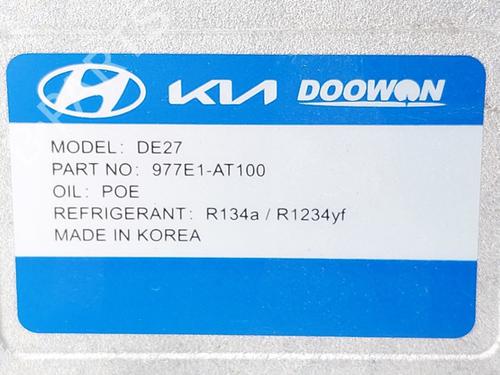 KIA DOOWON
MODEL: DE27
PART NO: 977E1-AT100
OIL: POE
REFRIGERANT: R134a / R1234yf
MADE IN KOREA